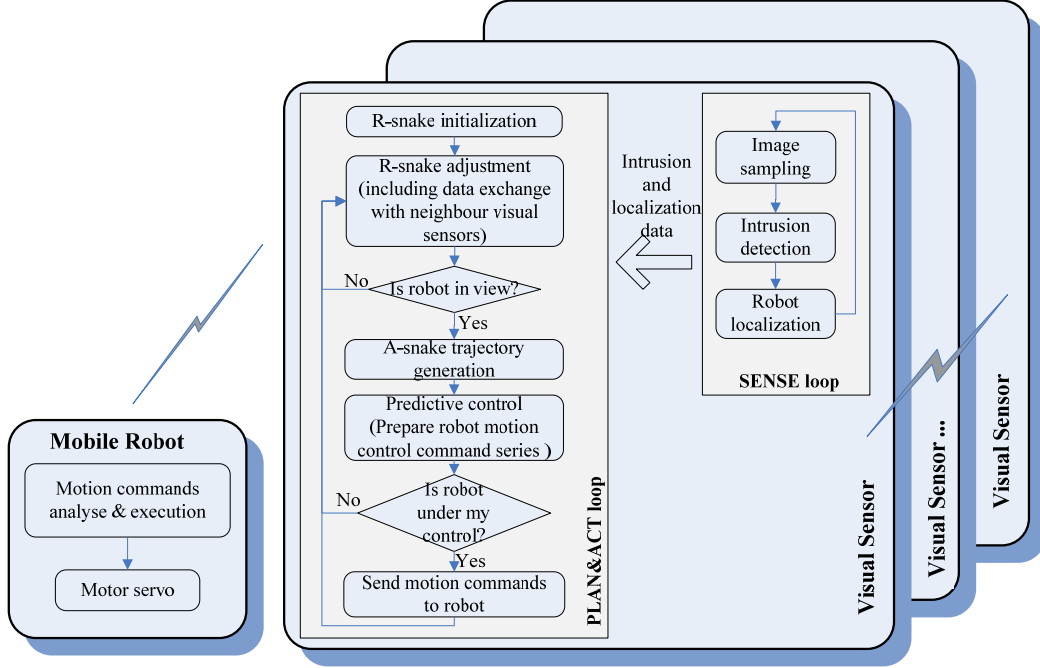 R-snake initialization
R-snake adjustment
(including data exchange
with neighbour visual
sensors)
No
Is robot in view?
Yes
A-snake trajectory
generation
Predictive control
(Prepare robot motion
control command series )
No
Is robot
under my
control?
Yes
Send motion commands
to robot
PLAN&ACT loop
Intrusion
and
localization
data
Image
sampling
Intrusion
detection
Robot
localization
SENSE loop
Visual Sensor
Visual Sensor ...
Visual Sensor
Mobile Robot
Motion commands
analyse & execution
Motor servo